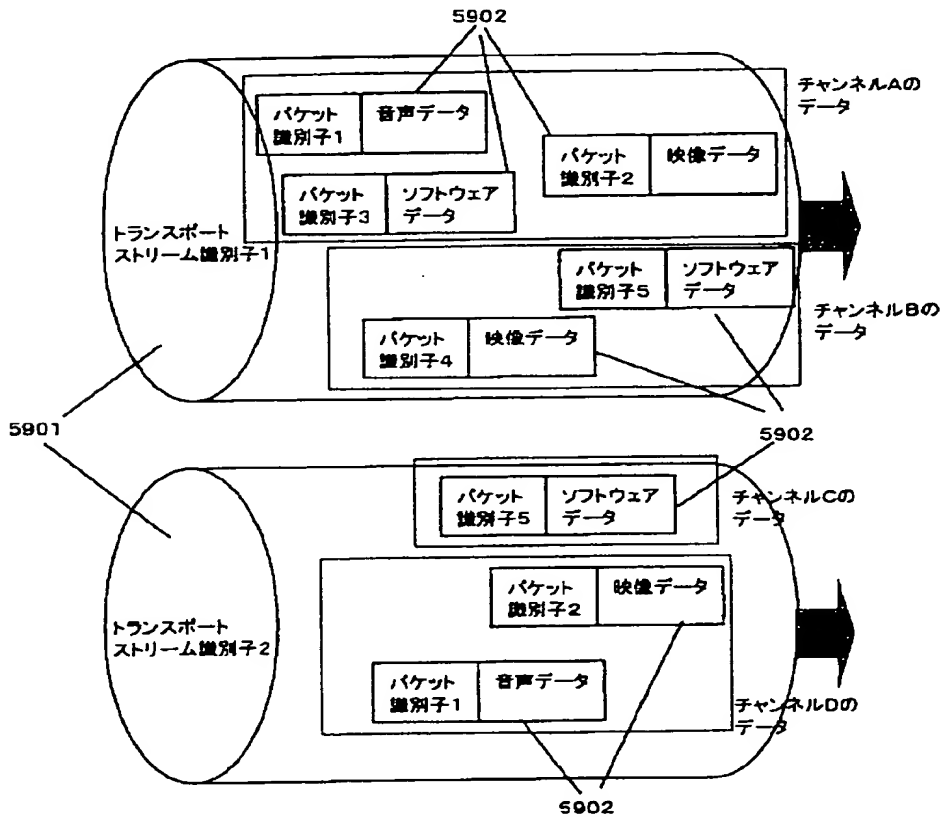 5902
チャンネルAの
データ
パケット
識別子1
音声データ
パケット
識別子2
映像データ
パケット
識別子3
ソフトウェア
データ
トランスポート
ストリーム識別子1
パケット
識別子5
ソフトウェア
データ
チャンネルBの
データ
パケット
識別子4
映像データ
5901
5902
パケット
識別子5
ソフトウェア
データ
チャンネルCの
データ
パケット
識別子2
映像データ
トランスポート
ストリーム識別子2
パケット
識別子1
音声データ
チャンネルDの
データ
5902